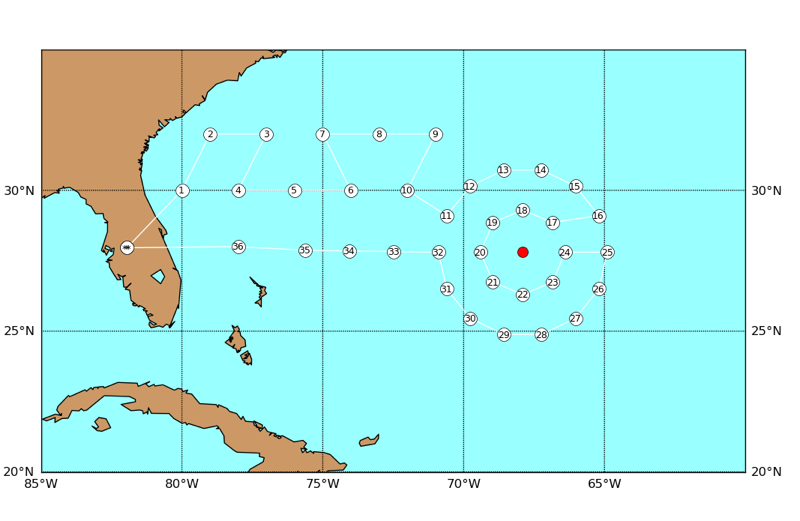 2 3 7 8 9
13 14
30°N 1 4 5 6 10 12 15 30°N
11 18 16
19 17
36 35 34 33 32 20 24 25
31 21 22 23 26
30 27
25°N 29 28 25°N
20°N 20°N
85°W 80°W 75°W 70°W 65°W